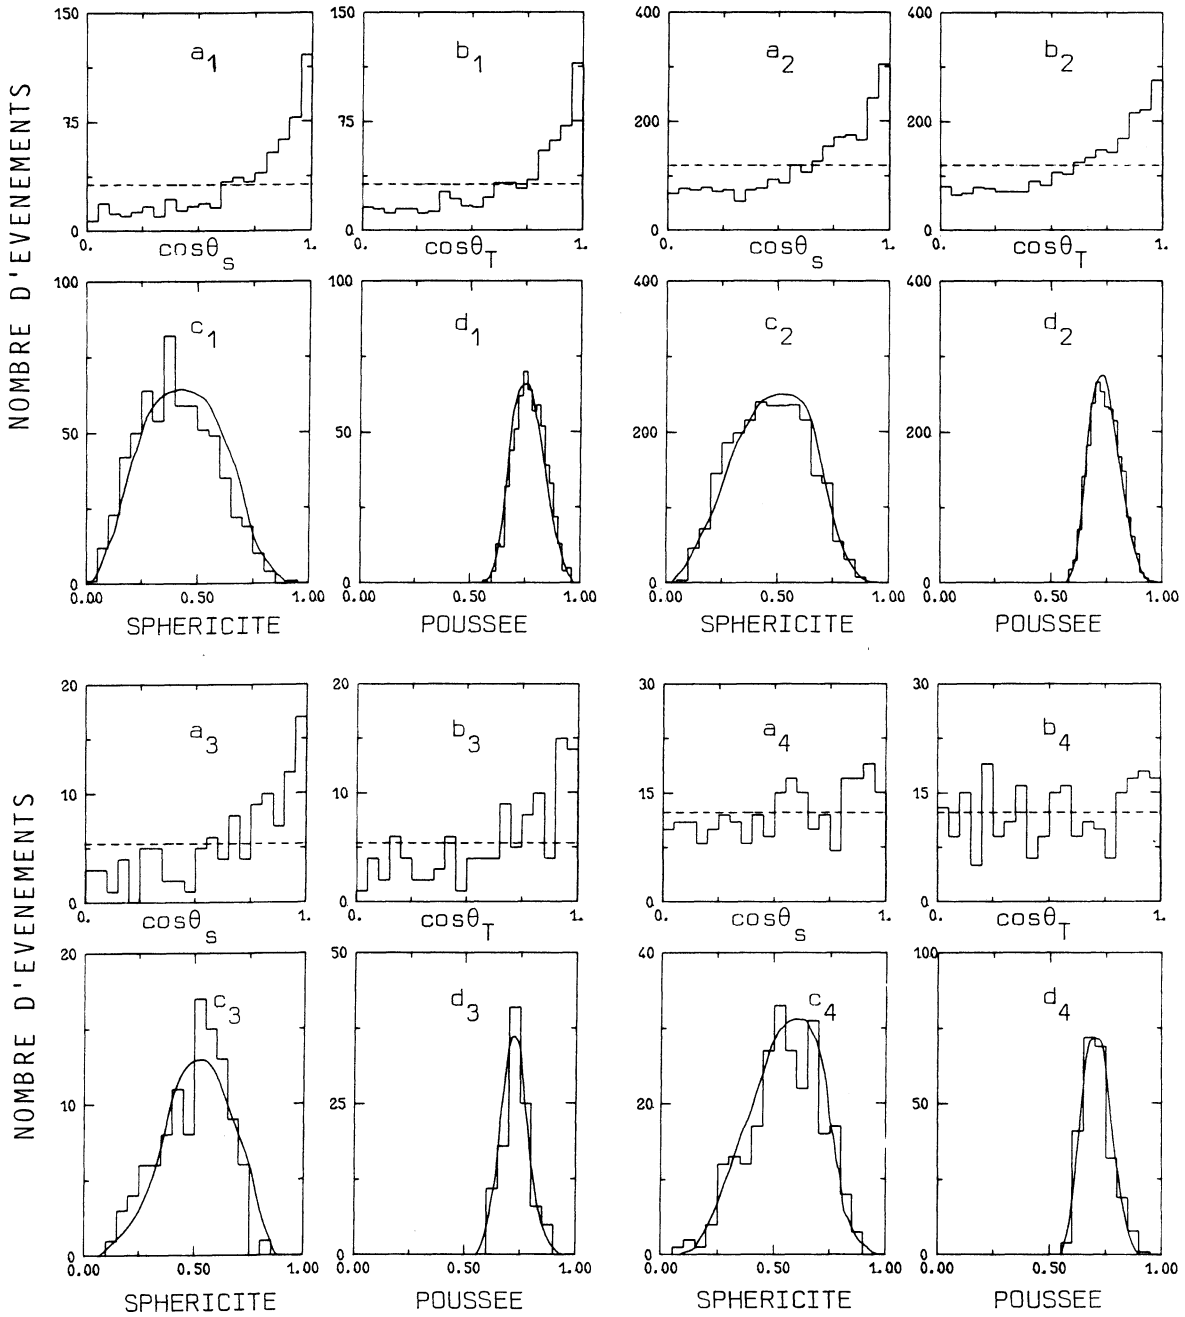 NOMBRE D'EVENEMENTS
150
75
0
a1
0.
1.
cosθS
150
75
0
b1
0.
1.
cosθT
400
200
0
a2
0.
1.
cosθS
400
200
0
b2
0.
1.
cosθT
100
50
0
c1
0.00
0.50
1.00
SPHERICITE
100
50
0
d1
0.00
0.50
1.00
POUSSEE
400
200
0
c2
0.00
0.50
1.00
SPHERICITE
400
200
0
d2
0.00
0.50
1.00
POUSSEE
NOMBRE D'EVENEMENTS
20
10
0
a3
0.
1.
cosθS
20
10
0
b3
0.
1.
cosθT
30
15
0
a4
0.
1.
cosθS
30
15
0
b4
0.
1.
cosθT
20
10
0
c3
0.00
0.50
1.00
SPHERICITE
50
25
0
d3
0.00
0.50
1.00
POUSSEE
40
20
0
c4
0.00
0.50
1.00
SPHERICITE
100
50
0
d4
0.00
0.50
1.00
POUSSEE